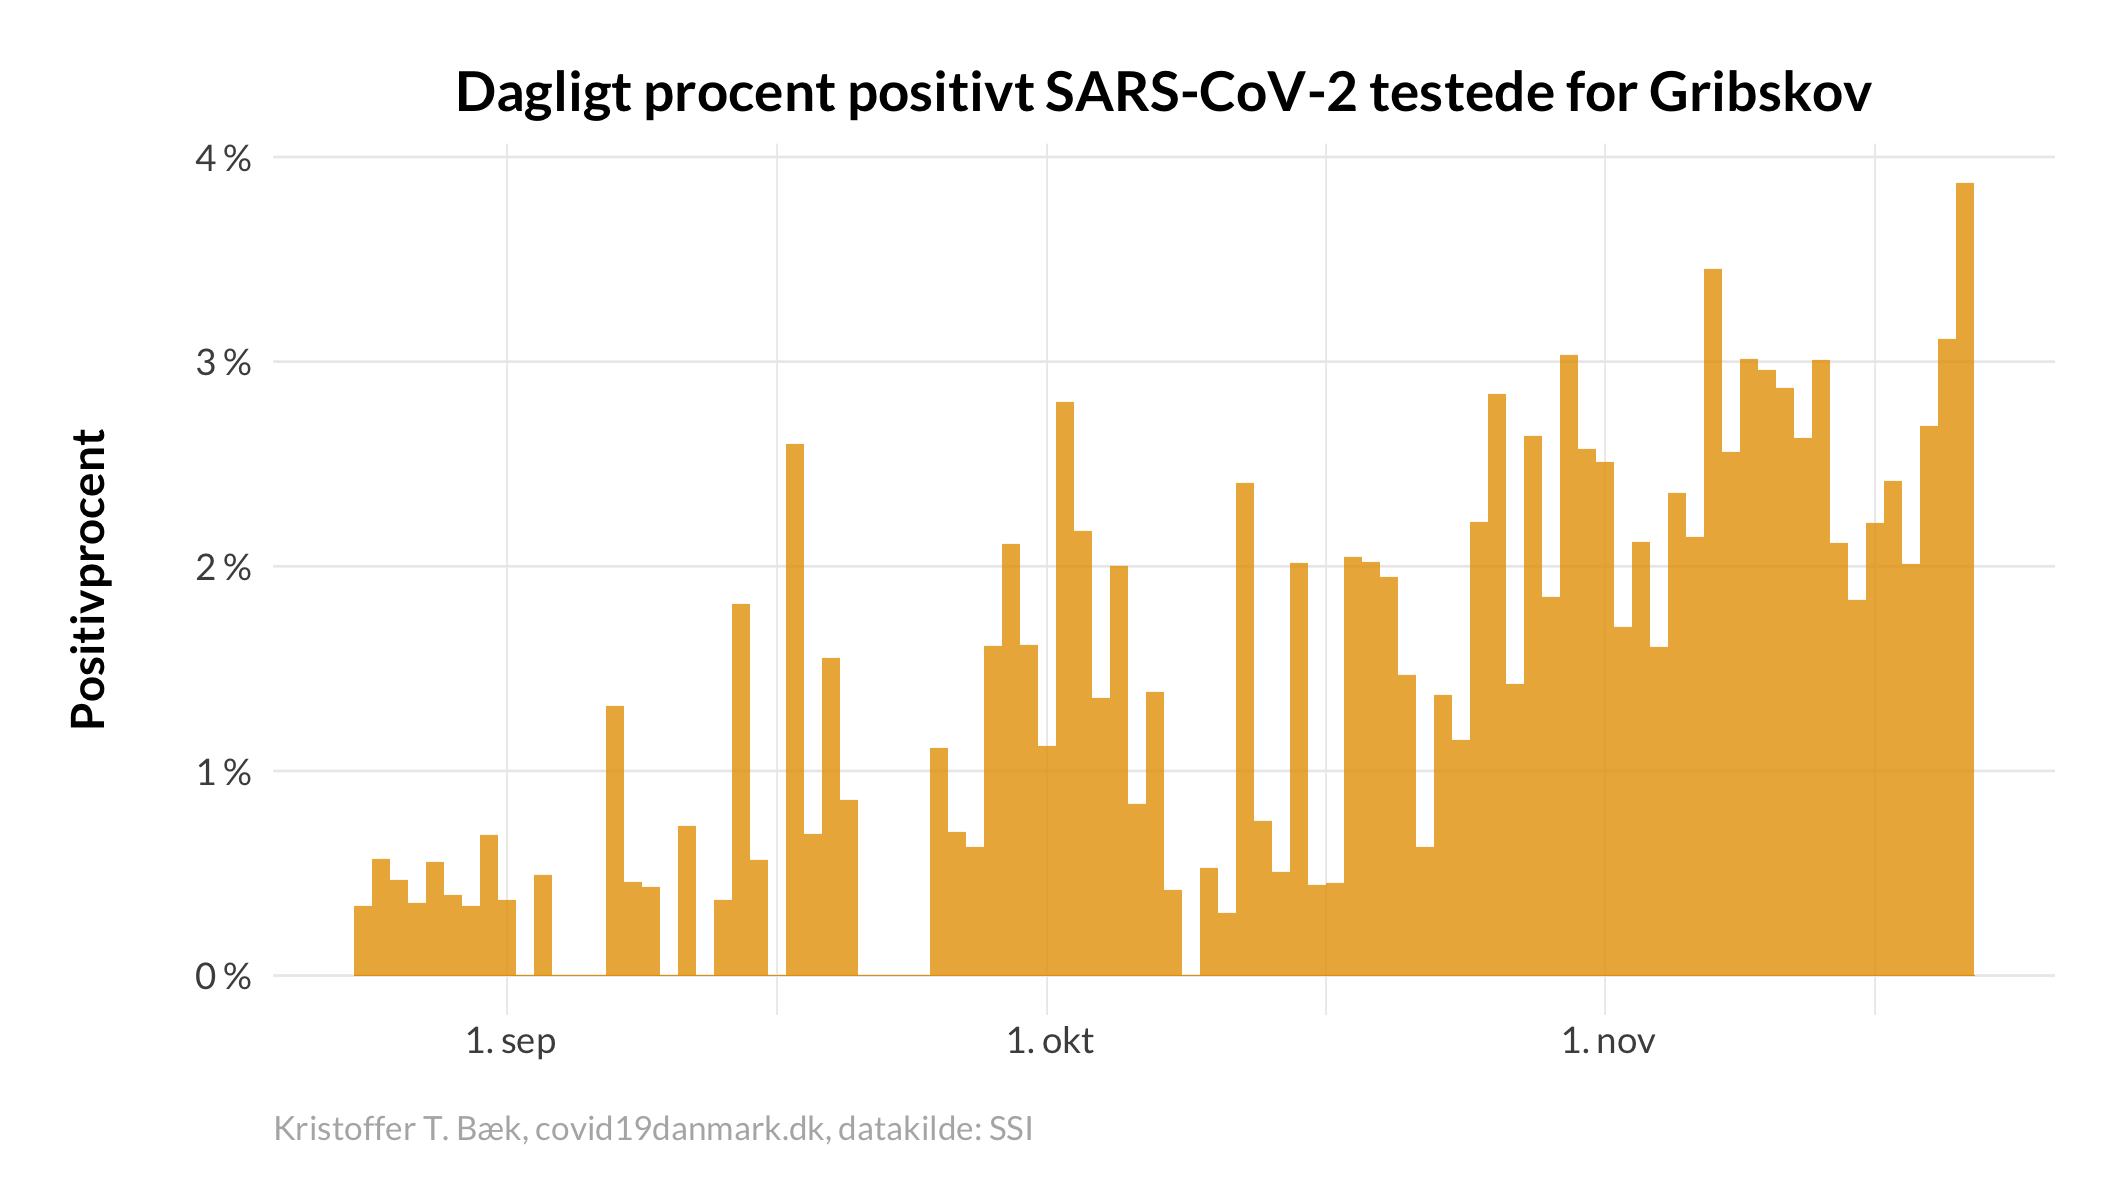 Dagligt procent positivt SARS-CoV-2 testede for Gribskov
Positivprocent
4 %
3 %
2 %
1 %
0 %
1. sep
1. okt
1. nov
Kristoffer T. Bæk, covid19danmark.dk, datakilde: SSI